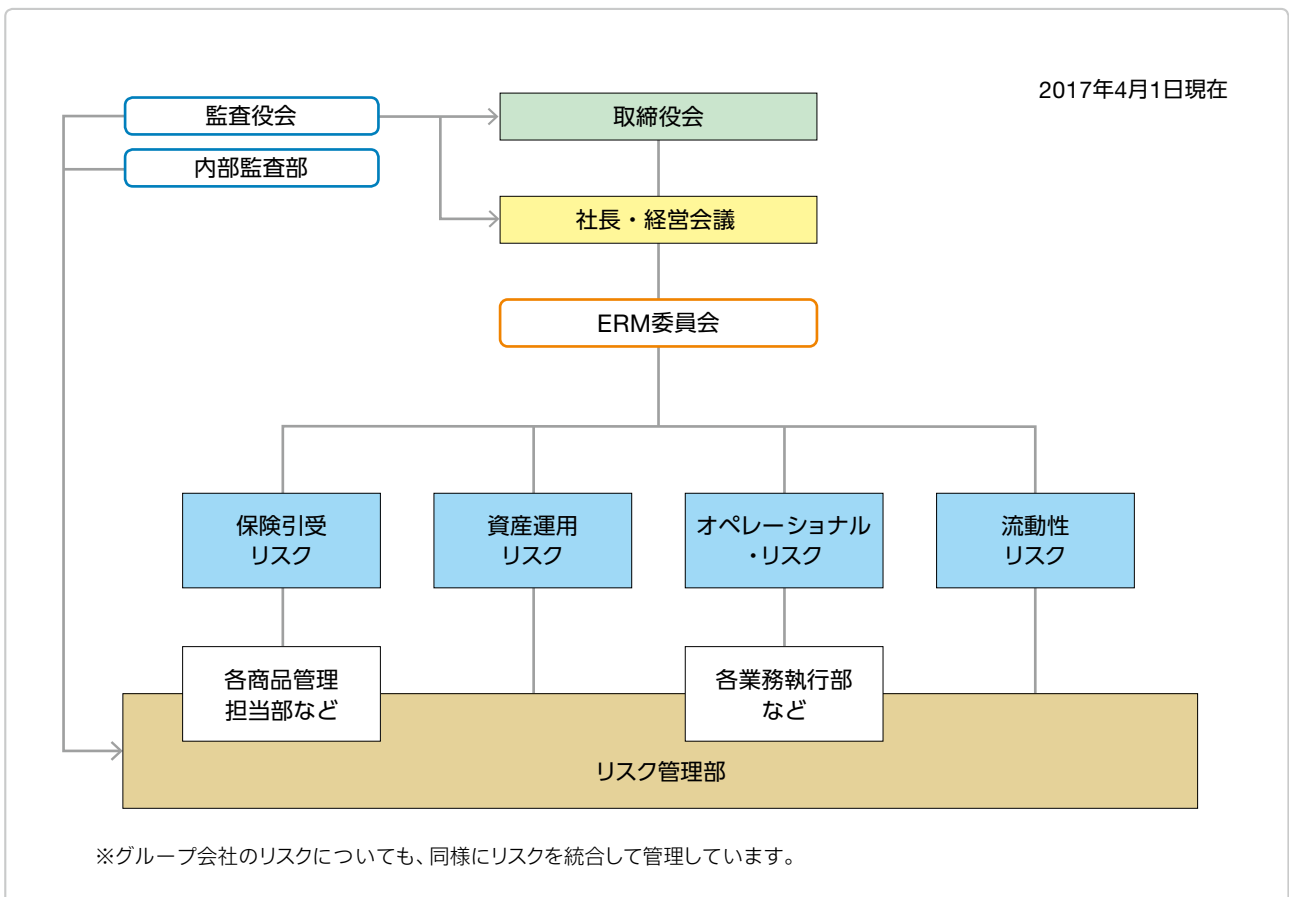 2017年4月1日現在
監査役会
取締役会
内部監査部
社長・経営会議
ERM委員会
保険引受
リスク
資産運用
リスク
オペレーショナル
・リスク
流動性
リスク
各商品管理
担当部など
各業務執行部
など
リスク管理部
※グループ会社のリスクについても、同様にリスクを統合して管理しています。